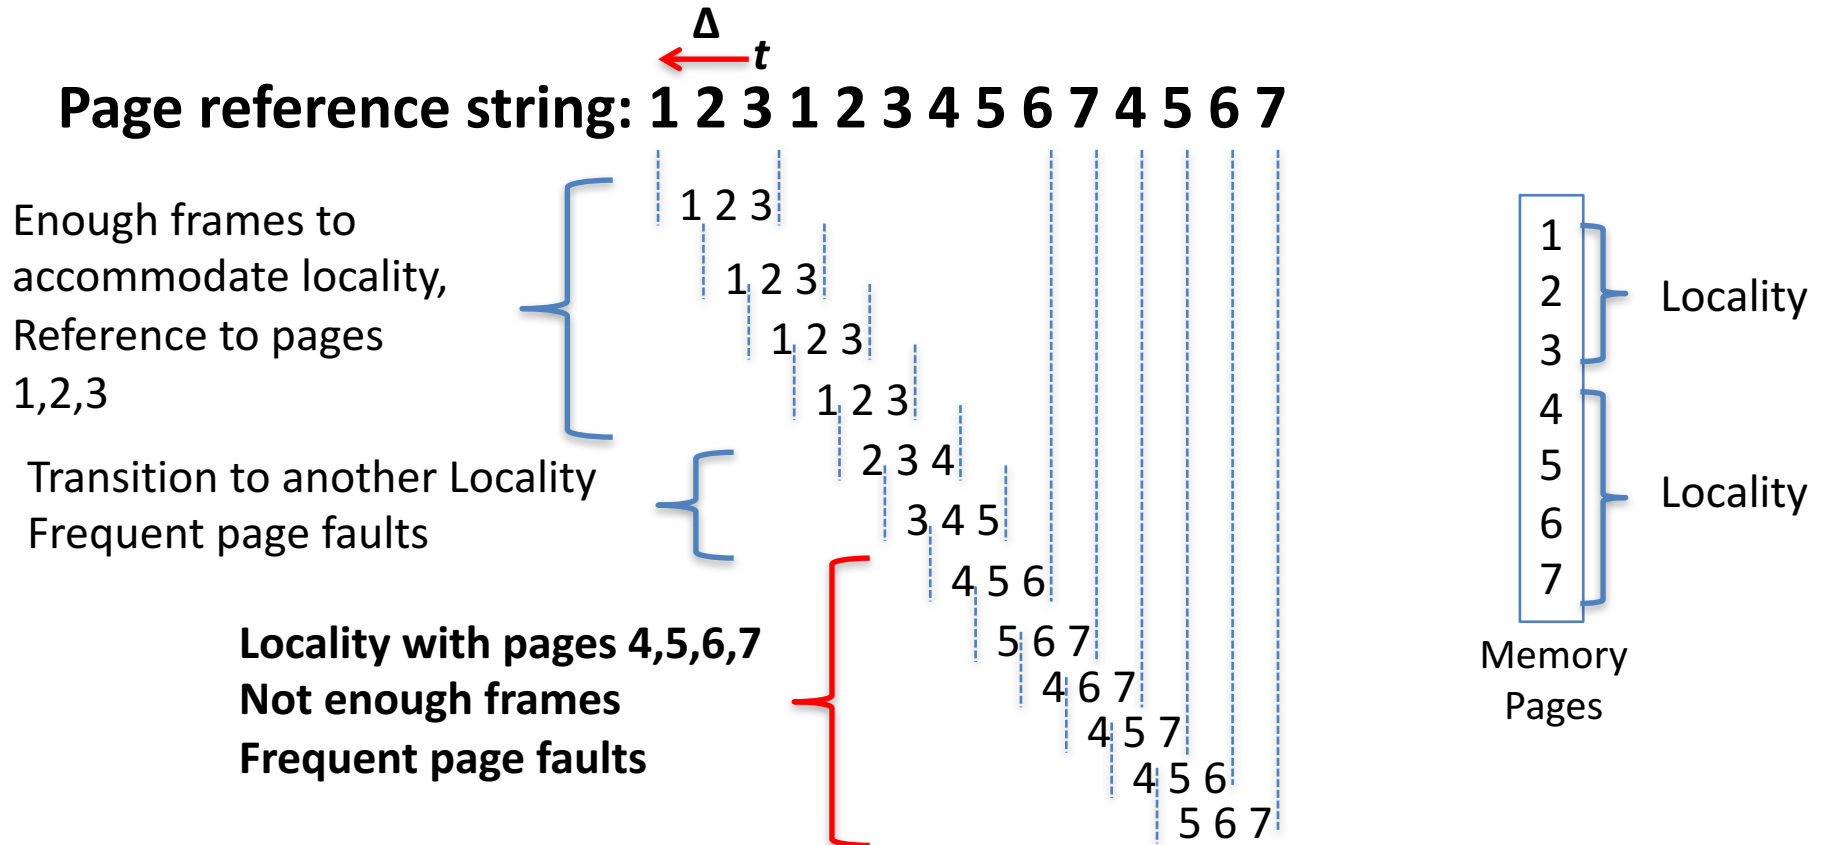 Δ
t
Page reference string: 1 2 3 1 2 3 4 5 6 7 4 5 6 7
Enough frames to
accommodate locality,
Reference to pages
1,2,3
1 2 3
1 2 3
1 2 3
1 2 3
Transition to another Locality
Frequent page faults
2 3 4
3 4 5
Locality with pages 4,5,6,7
Not enough frames
Frequent page faults
4 5 6
5 6 7
4 6 7
4 5 7
4 5 6
5 6 7
1
2
3
4
5
6
7
Locality
Locality
Memory
Pages